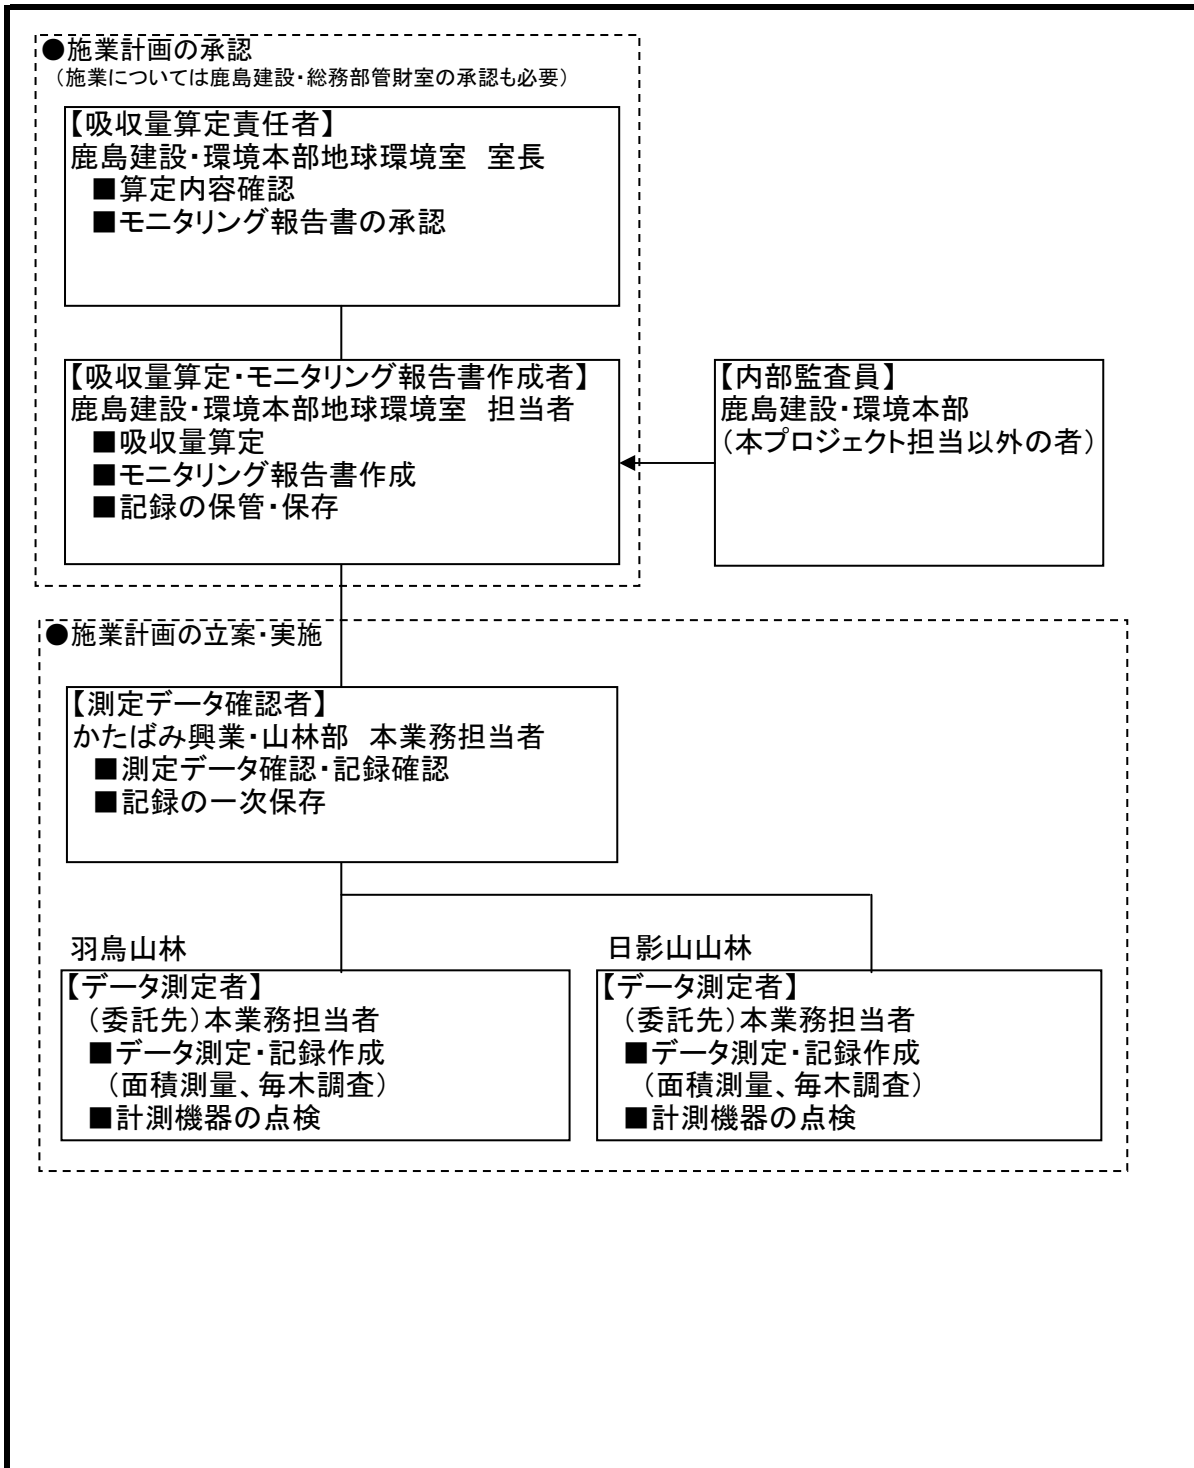 ●施業計画の承認
（施業については鹿島建設・総務部管財室の承認も必要）
【吸収量算定責任者】
鹿島建設・環境本部地球環境室　室長
■算定内容確認
■モニタリング報告書の承認
【吸収量算定・モニタリング報告書作成者】
鹿島建設・環境本部地球環境室　担当者
■吸収量算定
■モニタリング報告書作成
■記録の保管・保存
【内部監査員】
鹿島建設・環境本部
（本プロジェクト担当以外の者）
●施業計画の立案・実施
【測定データ確認者】
かたばみ興業・山林部　本業務担当者
■測定データ確認・記録確認
■記録の一次保存
羽鳥山林
【データ測定者】
（委託先）本業務担当者
■データ測定・記録作成
（面積測量、毎木調査）
■計測機器の点検
日影山山林
【データ測定者】
（委託先）本業務担当者
■データ測定・記録作成
（面積測量、毎木調査）
■計測機器の点検